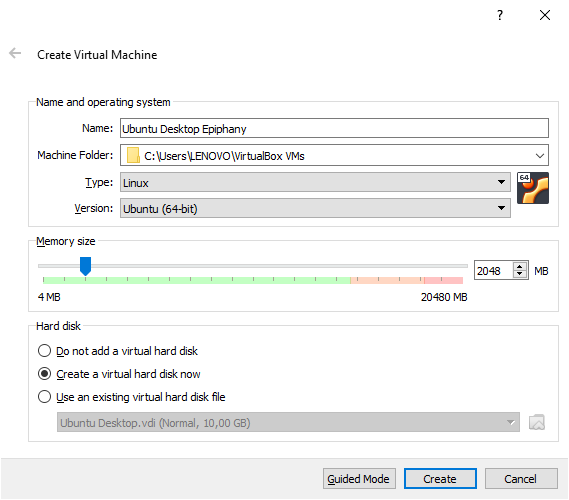 ?
Create Virtual Machine
Name and operating system
Name: Ubuntu Desktop Epiphany
Machine Folder: C:\Users\LENOVO\VirtualBox VMs
Type: Linux
64
Version: Ubuntu (64-bit)
Memory size
2048 MB
4 MB 20480 MB
Hard disk
Do not add a virtual hard disk
Create a virtual hard disk now
Use an existing virtual hard disk file
Ubuntu Desktop.vdi (Normal, 10,00 GB)
Guided Mode Create Cancel